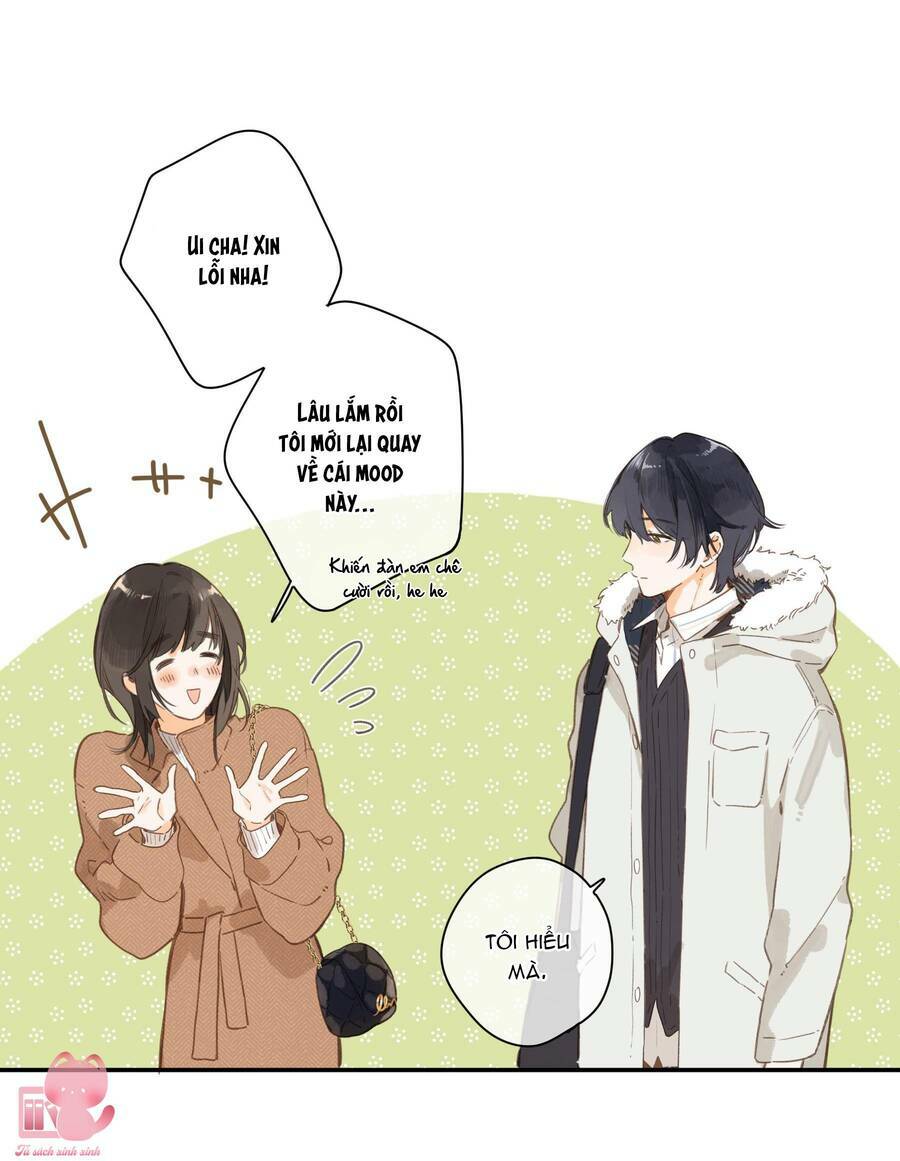 UI CHA! XIN
LỖI NHA!
LÂU LẮM RỒI
TÔI MỚI LẠI QUAY
VỀ CÁI MOOD
NÀY...
Khiến đàn em chê
cười rồi, he he
TÔI HIỂU
MÀ.
Tủ sách xinh xinh